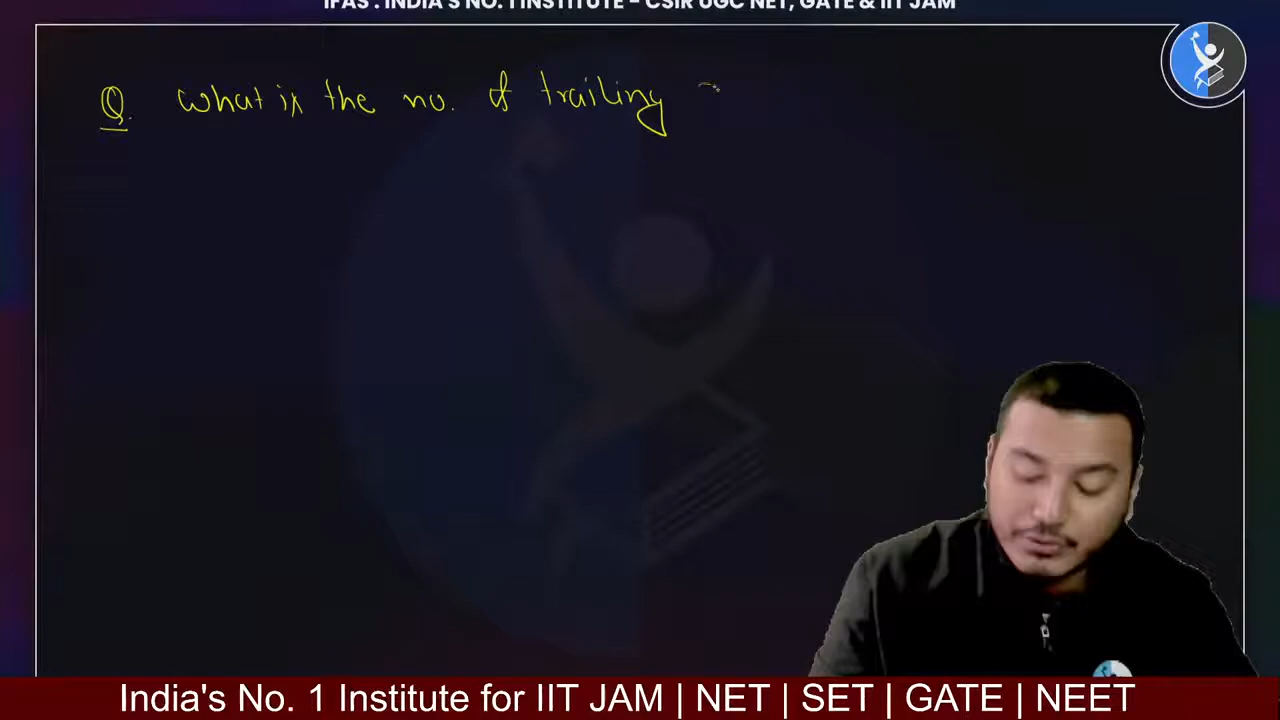 IFAS : INDIA'S NO. 1 INSTITUTE - CSIR UGC NET, GATE & IIT JAM
Q. What is the no. of trailing
India's No. 1 Institute for IIT JAM | NET | SET | GATE | NEET